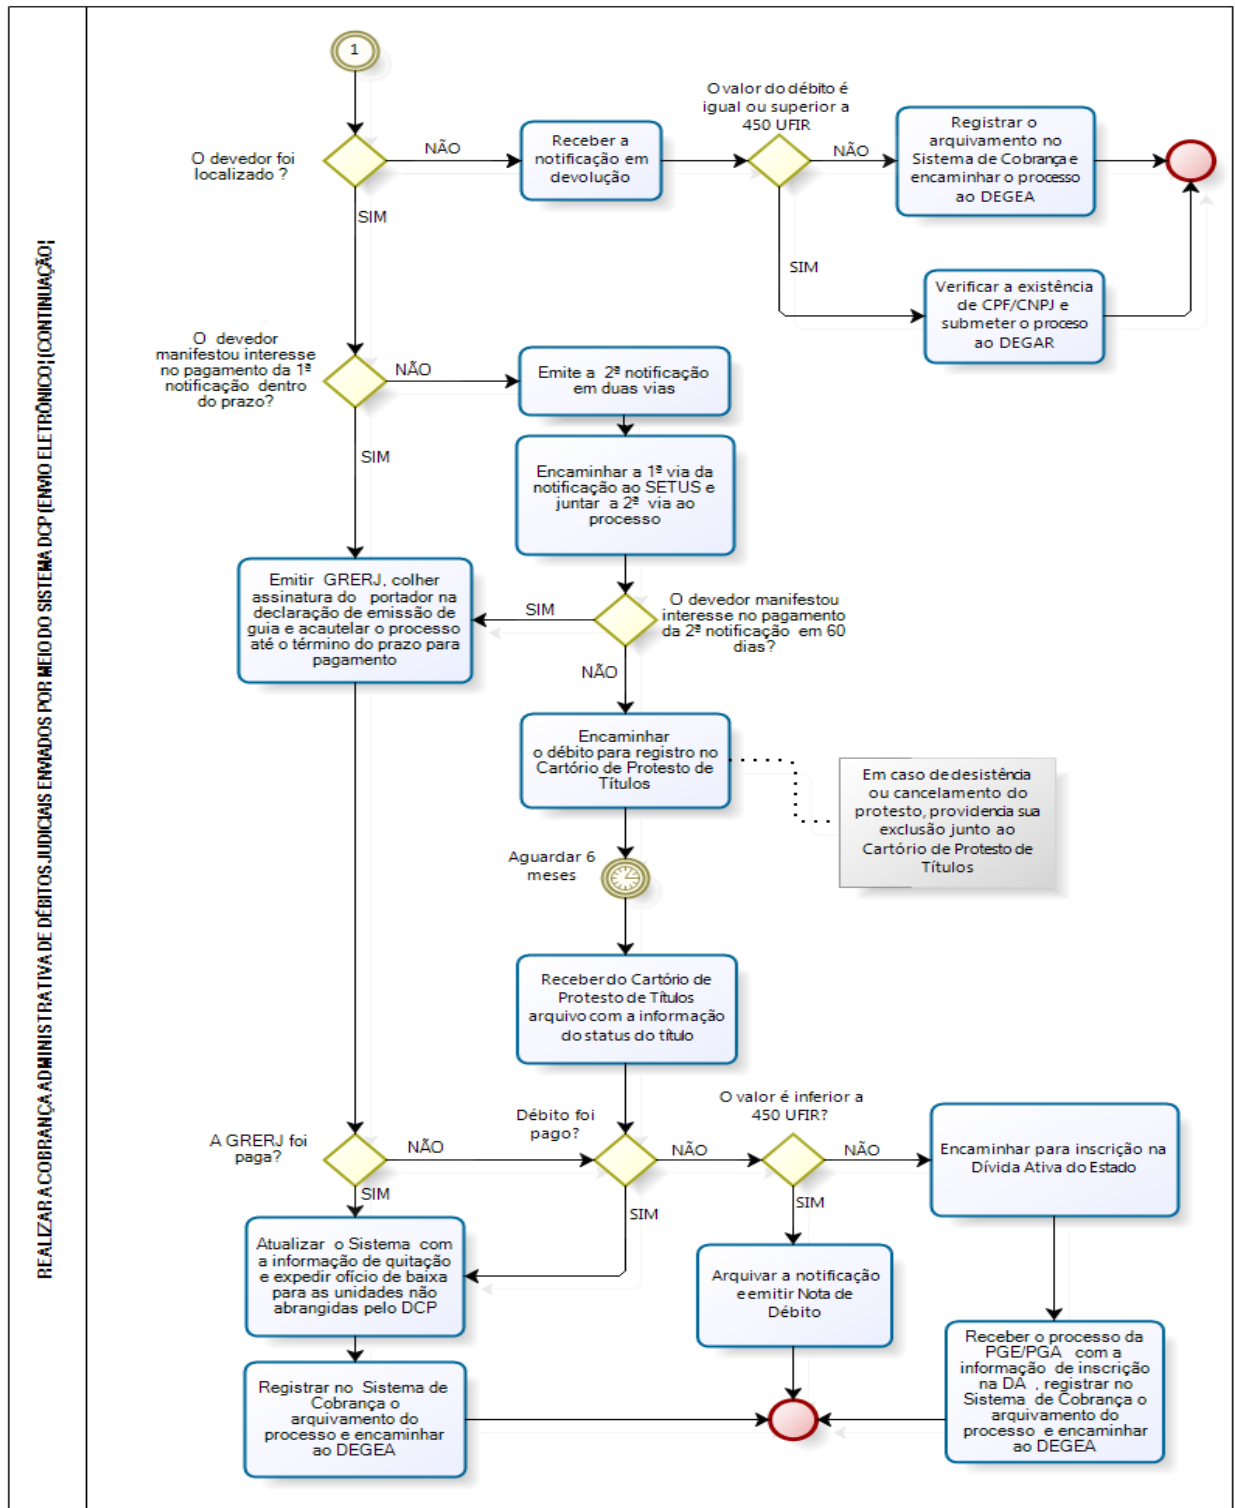 REALIZAR A COBRANÇA ADMINISTRATIVA DE DÉBITOS JUDICIAIS ENVIADOS POR MEIO DO SISTEMA DCP (ENVIO ELETRÔNICO) (CONTINUAÇÃO)
1
O devedor foi
localizado ?
NÃO
SIM
Receber a
notificação em
devolução
O valor do débito é
igual ou superior a
450 UFIR
NÃO
SIM
Registrar o
arquivamento no
Sistema de Cobrança e
encaminhar o processo
ao DEGEA
Verificar a existência
de CPF/CNPJ e
submeter o proceso
ao DEGAR
O devedor
manifestou interesse
no pagamento da 1ª
notificação dentro
do prazo?
NÃO
SIM
Emite a 2ª notificação
em duas vias
Encaminhar a 1ª via da
notificação ao SETUS e
juntar a 2ª via ao
processo
Emitir GRERJ, colher
assinatura do portador na
declaração de emissão de
guia e acautelar o processo
até o término do prazo para
pagamento
SIM
O devedor manifestou
interesse no pagamento
da 2ª notificação em 60
dias?
NÃO
Encaminhar
o débito para registro no
Cartório de Protesto de
Títulos
Em caso de desistência
ou cancelamento do
protesto, providencia sua
exclusão junto ao
Cartório de Protesto de
Títulos
Aguardar 6
meses
Receber do Cartório de
Protesto de Títulos
arquivo com a informação
do status do título
A GRERJ foi
paga?
NÃO
SIM
Débito foi
pago?
NÃO
SIM
O valor é inferior a
450 UFIR?
NÃO
SIM
Encaminhar para inscrição na
Dívida Ativa do Estado
Atualizar o Sistema com
a informação de quitação
e expedir ofício de baixa
para as unidades não
abrangidas pelo DCP
Arquivar a notificação
e emitir Nota de
Débito
Receber o processo da
PGE/PGA com a
informação de inscrição
na DA , registrar no
Sistema de Cobrança o
arquivamento do
processo e encaminhar
ao DEGEA
Registrar no Sistema de
Cobrança o
arquivamento do
processo e encaminhar
ao DEGEA